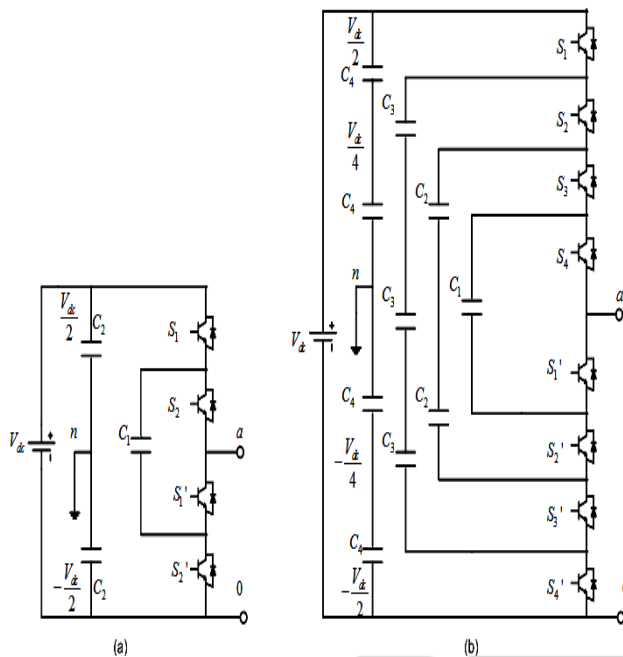 V_dc/2
C_2
S_1
S_2
C_1
n
V_dc
+
-
a
S_1'
S_2'
-V_dc/2
C_2
0
(a)
V_dc/2
C_4
S_1
C_3
S_2
V_dc/4
S_3
C_4
C_2
S_4
n
C_3
C_1
a
V_dc
+
-
S_1'
C_4
C_2
S_2'
-V_dc/4
C_3
S_3'
C_4
-V_dc/2
S_4'
(b)